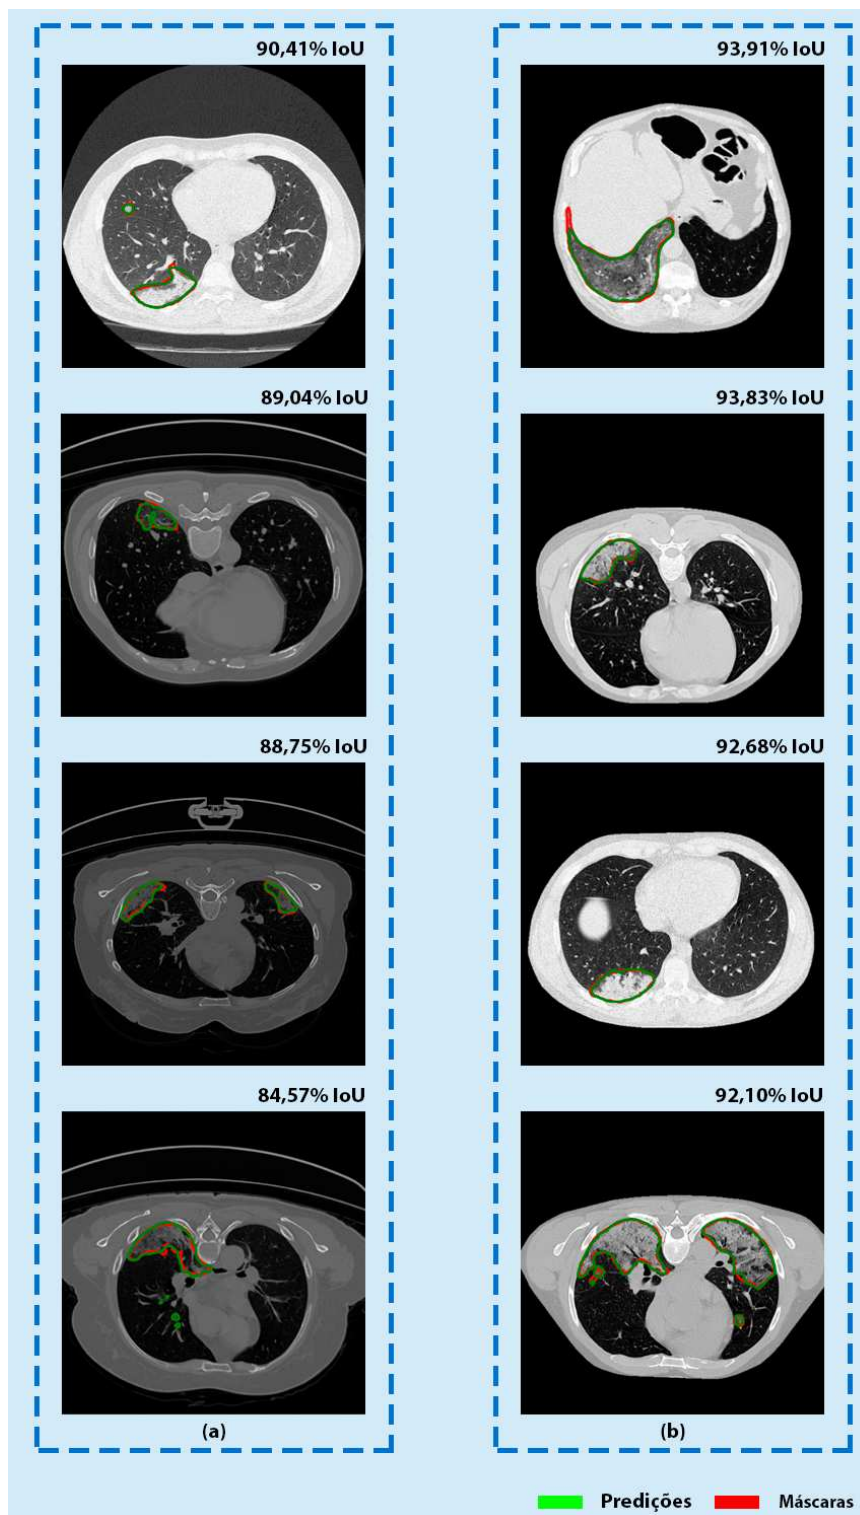 90,41% IoU
93,91% IoU
89,04% IoU
93,83% IoU
88,75% IoU
92,68% IoU
84,57% IoU
92,10% IoU
(a)
(b)
Predições
Máscaras